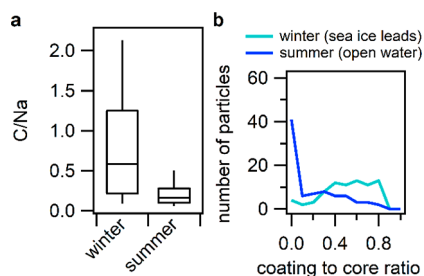 a
C/Na
2.0
1.5
1.0
0.5
0.0
winter
summer
b
winter (sea ice leads)
summer (open water)
number of particles
60
40
20
0
0.0
0.4
0.8
coating to core ratio